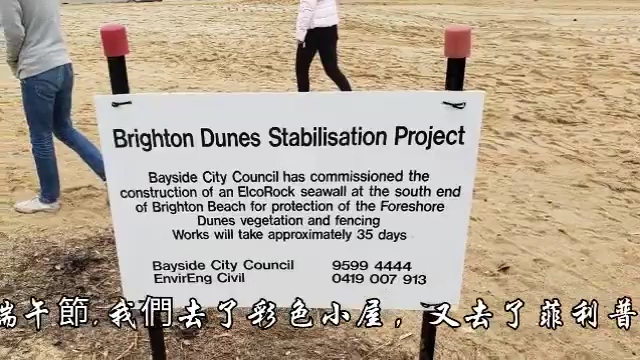 Brighton Dunes Stabilisation Project
Bayside City Council has commissioned the
construction of an ElcoRock seawall at the south end
of Brighton Beach for protection of the Foreshore
Dunes vegetation and fencing
Works will take approximately 35 days
Bayside City Council 9599 4444
EnvirEng Civil 0419 007 913
端午節,我們去了彩色小屋，又去了菲利普